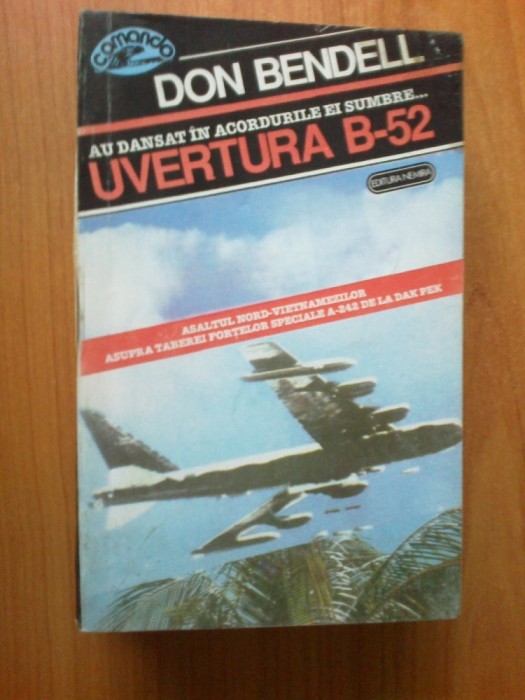 comando
DON BENDELL
AU DANSAT ÎN ACORDURILE EI SUMBRE...
UVERTURA B-52
EDITURA NEMIRA
ASALTUL NORD-VIETNAMEZILOR
ASUPRA TABEREI FORȚELOR SPECIALE A-242 DE LA DAK PEK